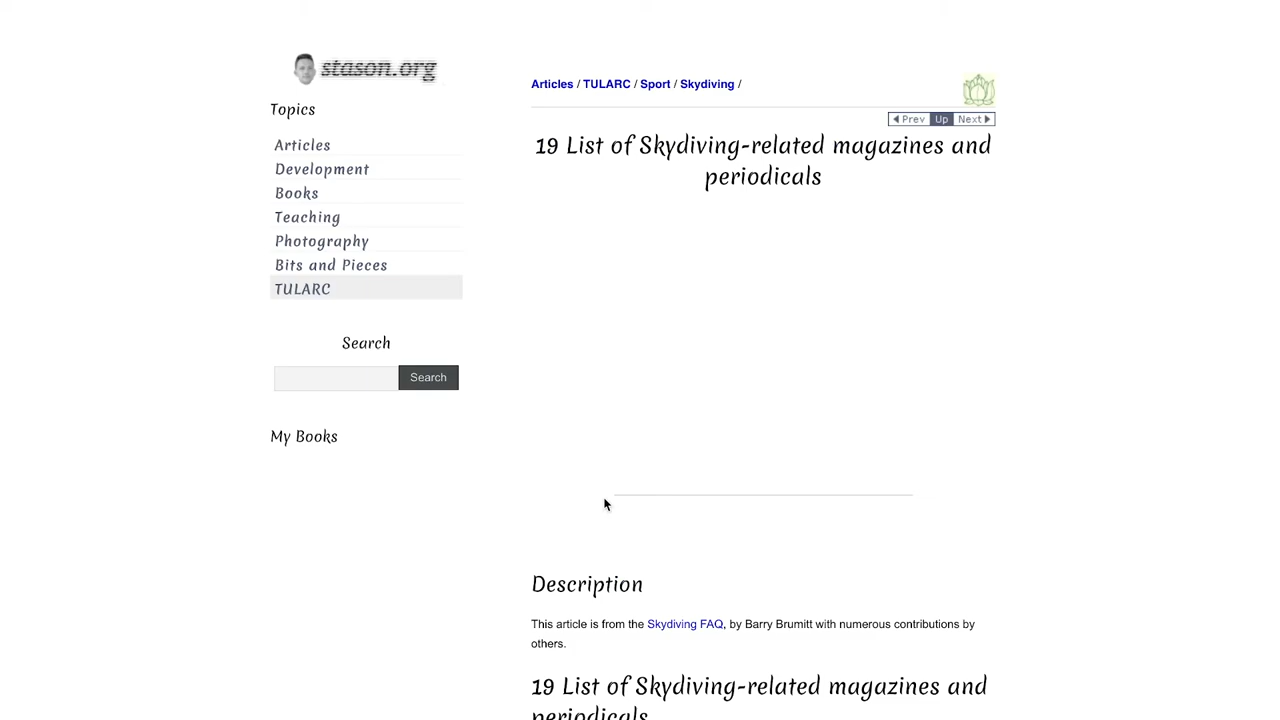 stason.org
Topics
Articles
Development
Books
Teaching
Photography
Bits and Pieces
TULARC
Search
Search
My Books
Articles / TULARC / Sport / Skydiving /
Prev Up Next
19 List of Skydiving-related magazines and
periodicals
Description
This article is from the Skydiving FAQ, by Barry Brumitt with numerous contributions by
others.
19 List of Skydiving-related magazines and
periodicals